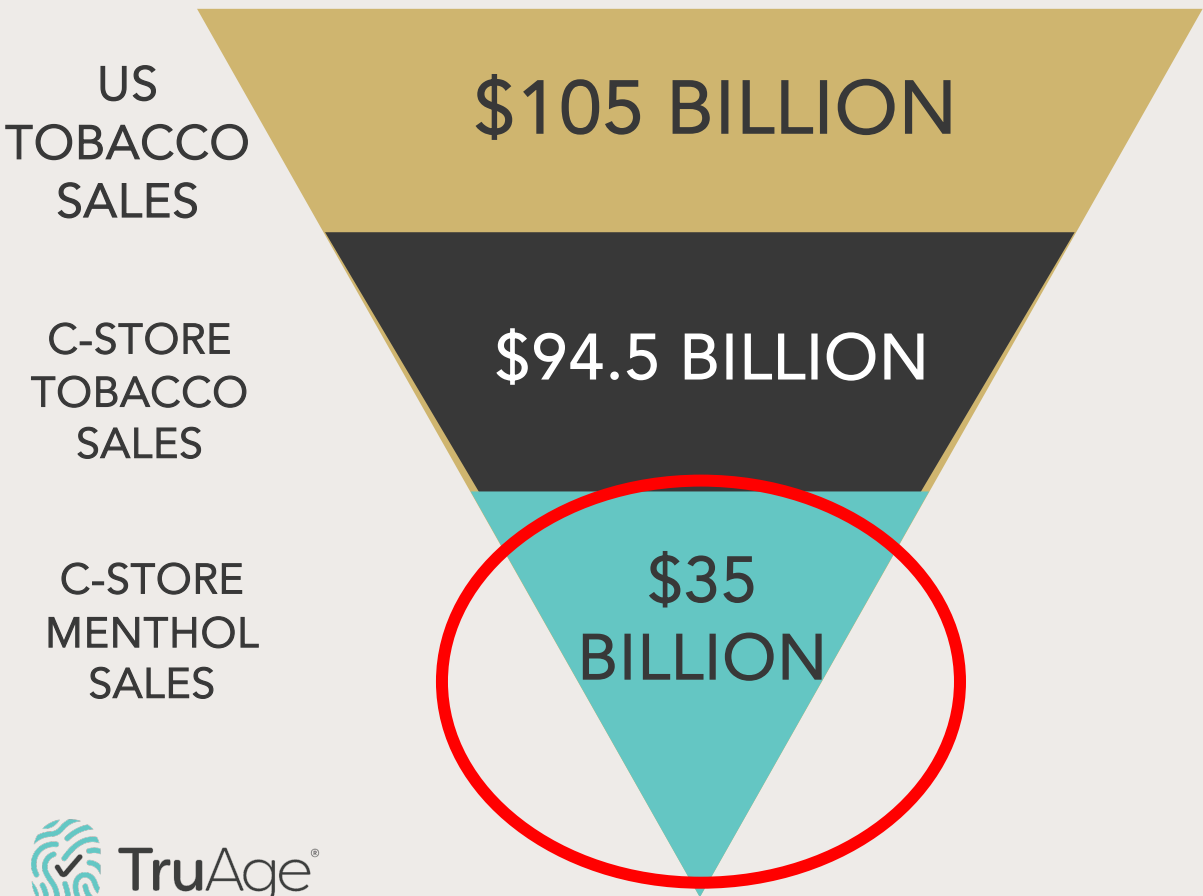 US
TOBACCO
SALES
$105 BILLION
C-STORE
TOBACCO
SALES
$94.5 BILLION
C-STORE
MENTHOL
SALES
$35
BILLION
TruAge®